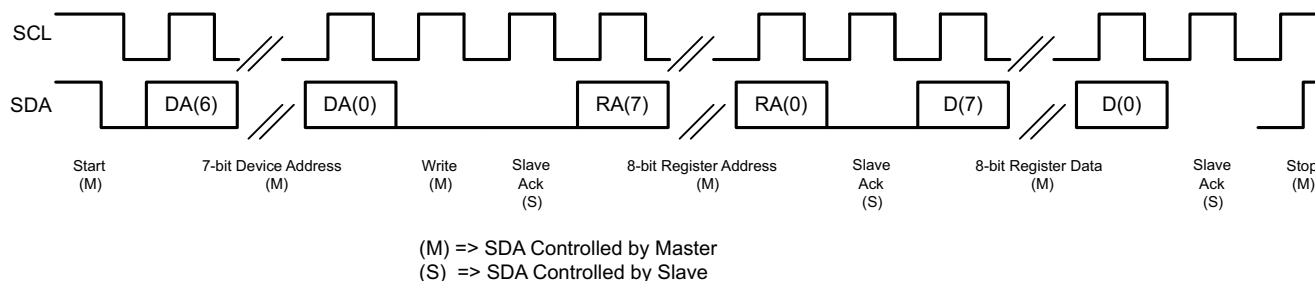 SCL
SDA
DA(6)
DA(0)
RA(7)
RA(0)
D(7)
D(0)
Start
(M)
7-bit Device Address
(M)
Write
(M)
Slave
Ack
(S)
8-bit Register Address
(M)
Slave
Ack
(S)
8-bit Register Data
(M)
Slave
Ack
(S)
Stop
(M)
(M) => SDA Controlled by Master
(S) => SDA Controlled by Slave